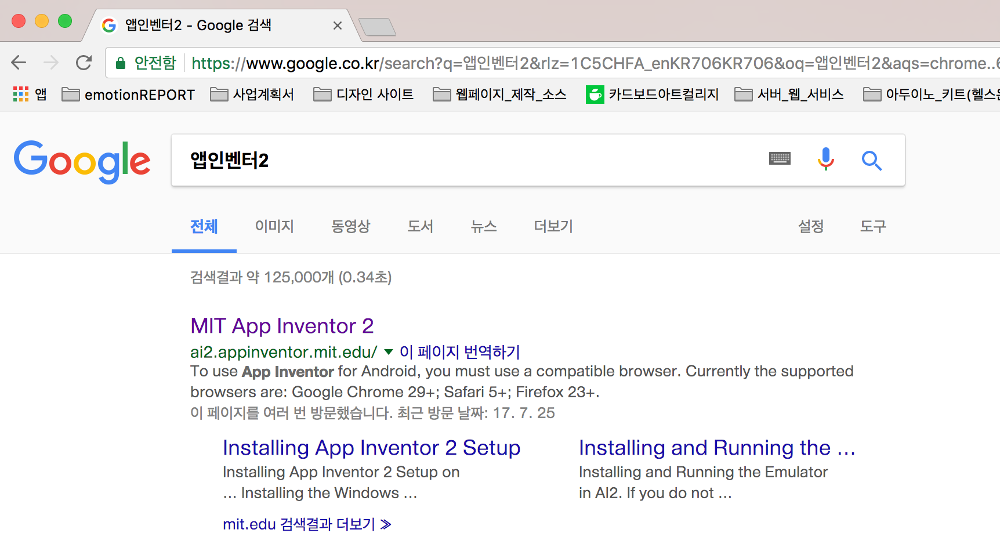 앱인벤터2 - Google 검색
안전함 https://www.google.co.kr/search?q=앱인벤터2&rlz=1C5CHFA_enKR706KR706&oq=앱인벤터2&aqs=chrome..6
앱 emotionREPORT 사업계획서 디자인 사이트 웹페이지_제작_소스 카드보드아트컬리지 서버_웹_서비스 아두이노_키트(헬스운
Google 앱인벤터2
전체 이미지 동영상 도서 뉴스 더보기 설정 도구
검색결과 약 125,000개 (0.34초)
MIT App Inventor 2
ai2.appinventor.mit.edu/ ▼ 이 페이지 번역하기
To use App Inventor for Android, you must use a compatible browser. Currently the supported
browsers are: Google Chrome 29+; Safari 5+; Firefox 23+.
이 페이지를 여러 번 방문했습니다. 최근 방문 날짜: 17. 7. 25
Installing App Inventor 2 Setup
Installing App Inventor 2 Setup on
... Installing the Windows ...
Installing and Running the ...
Installing and Running the Emulator
in AI2. If you do not ...
mit.edu 검색결과 더보기 ≫